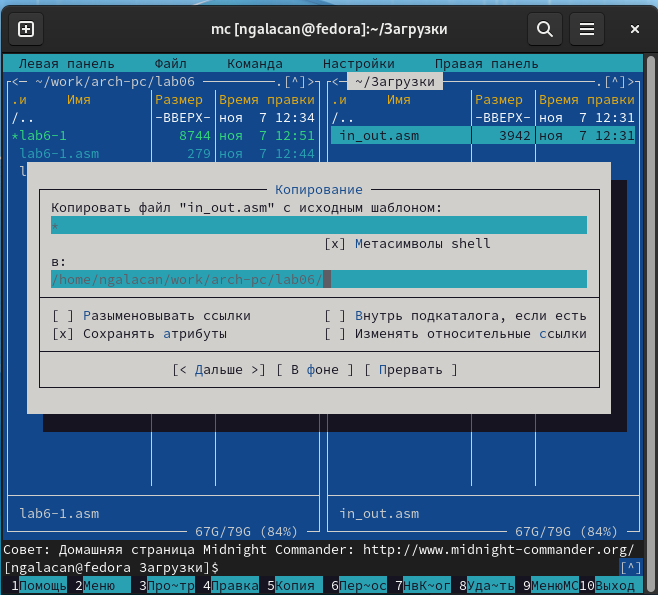 mc [ngalacan@fedora]:~/Загрузки
Левая панель Файл Команда Настройки Правая панель
<— ~/work/arch-pc/lab06 .[^]> <— ~/Загрузки .[^]>
.и Имя Размер Время правки .и Имя Размер Время правки
/.. -ВВЕРХ- ноя 7 12:34 /.. -ВВЕРХ- ноя 7 12:31
*lab6-1 8744 ноя 7 12:51 in_out.asm 3942 ноя 7 12:31
lab6-1.asm 279 ноя 7 12:44
Копирование
Копировать файл "in_out.asm" с исходным шаблоном:
*
[x] Метасимволы shell
в:
/home/ngalacan/work/arch-pc/lab06/
[ ] Разыменовывать ссылки [ ] Внутрь подкаталога, если есть
[x] Сохранять атрибуты [ ] Изменять относительные ссылки
[< Дальше >] [ В фоне ] [ Прервать ]
lab6-1.asm in_out.asm
67G/79G (84%) 67G/79G (84%)
Совет: Домашняя страница Midnight Commander: http://www.midnight-commander.org/
[ngalacan@fedora Загрузки]$ [^]
1Помощь 2Меню 3Про~тр 4Правка 5Копия 6Пер~ос 7НвК~ог 8Уда~ть 9МенюМС 10Выход